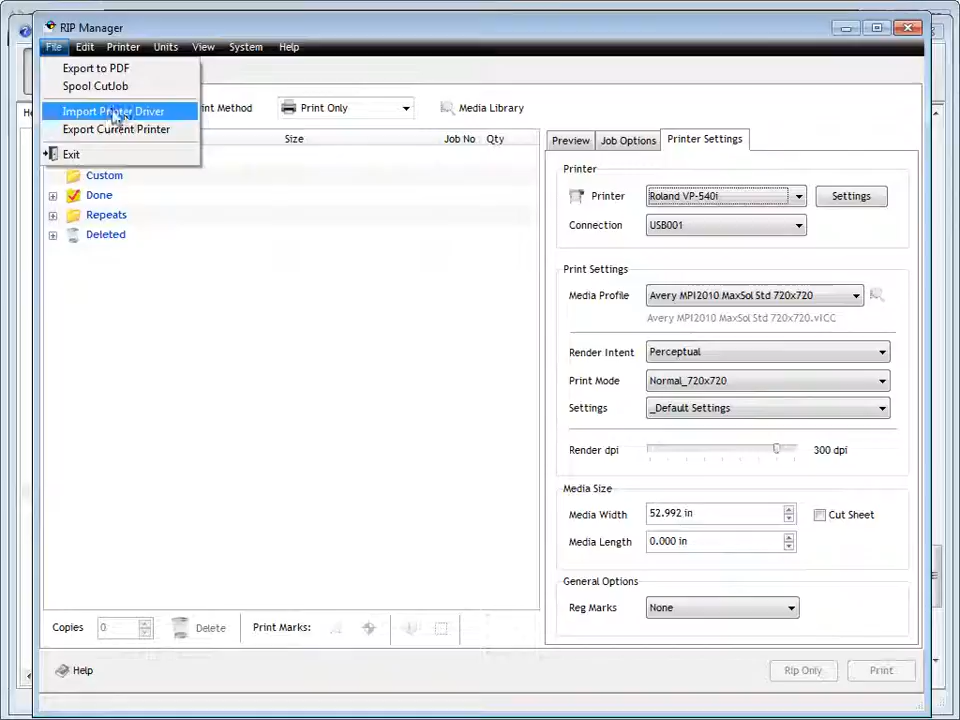 RIP Manager
File Edit Printer Units View System Help
Export to PDF
Spool CutJob
Import Printer Driver
Export Current Printer
Exit
int Method Print Only Media Library
Size Job No Qty
Custom
Done
Repeats
Deleted
Preview Job Options Printer Settings
Printer
Printer Roland VP-540i Settings
Connection USB001
Print Settings
Media Profile Avery MPI2010 MaxSol Std 720x720
Avery MPI2010 MaxSol Std 720x720.vICC
Render Intent Perceptual
Print Mode Normal_720x720
Settings _Default Settings
Render dpi 300 dpi
Media Size
Media Width 52.992 in Cut Sheet
Media Length 0.000 in
General Options
Reg Marks None
Copies 0 Delete Print Marks:
Help Rip Only Print